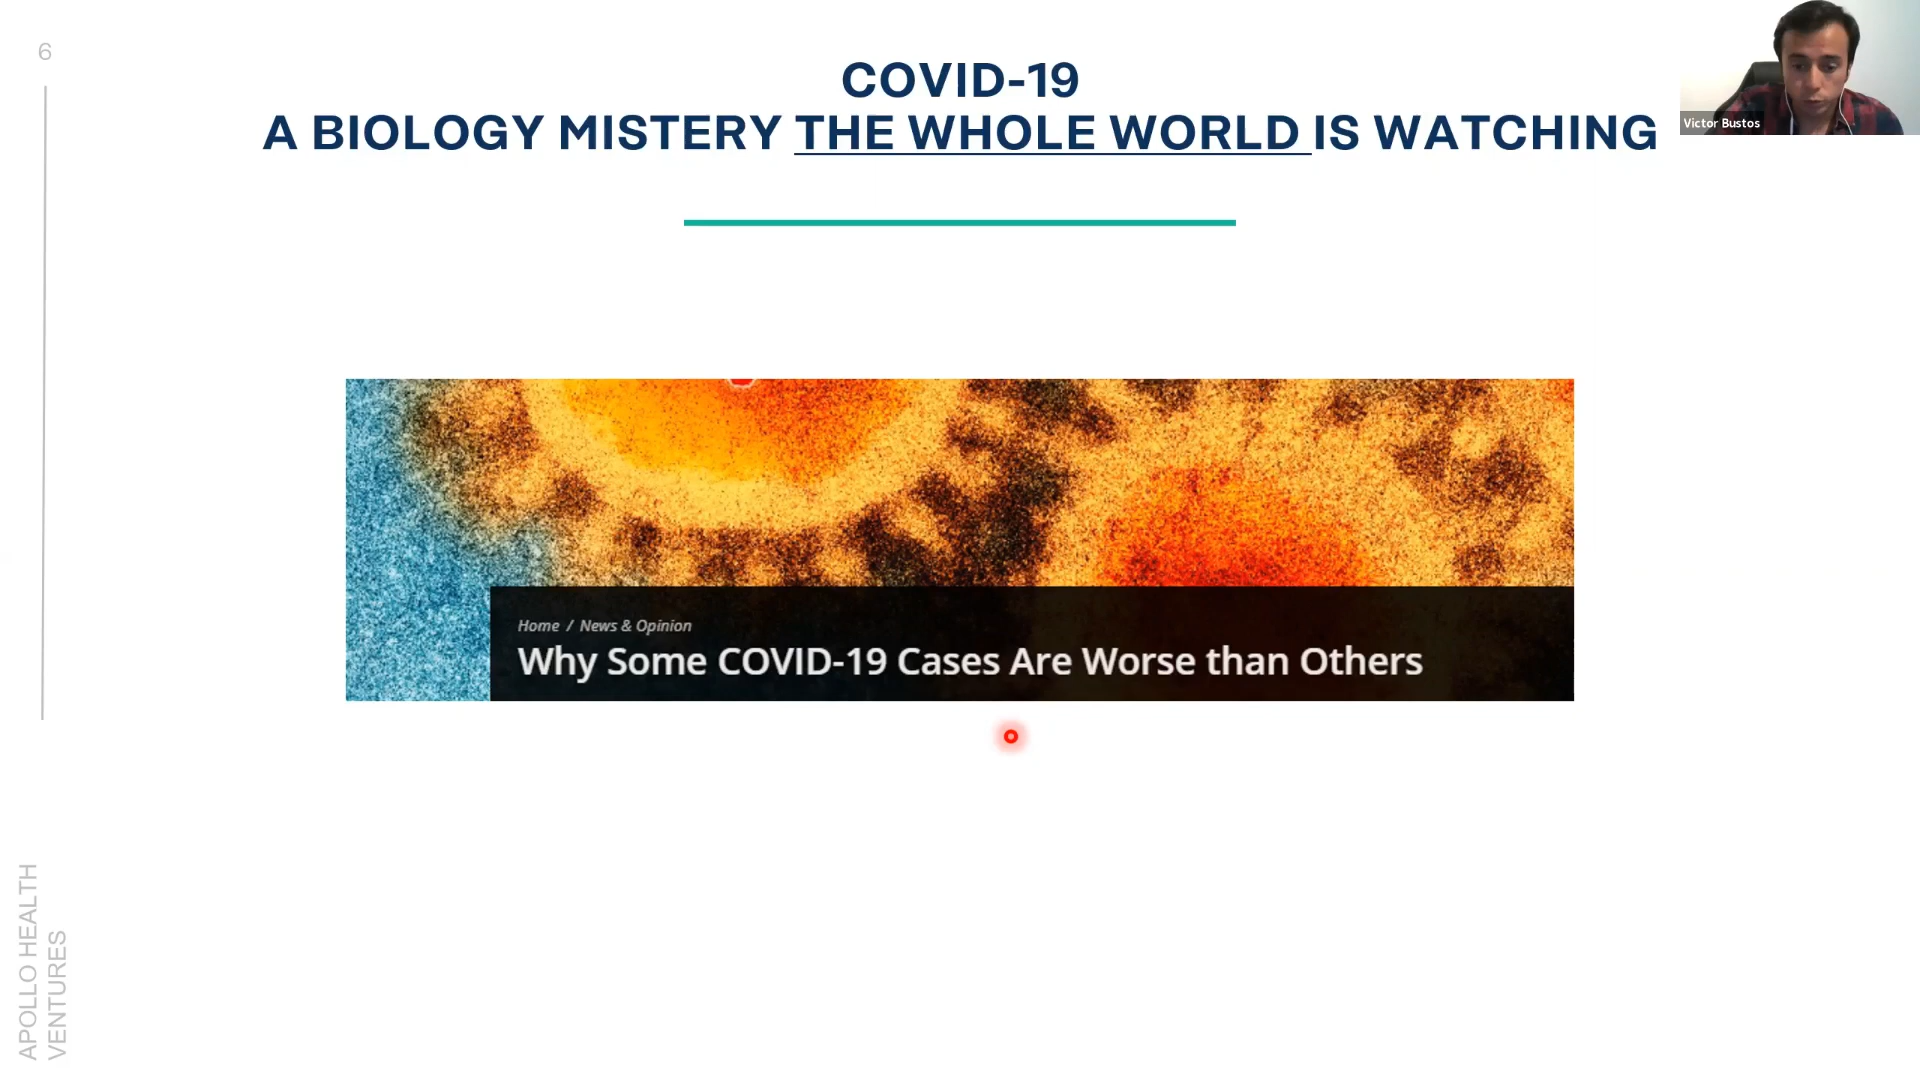 6
COVID-19
A BIOLOGY MISTERY THE WHOLE WORLD IS WATCHING
Victor Bustos
Home / News & Opinion
Why Some COVID-19 Cases Are Worse than Others
APOLLO HEALTH
VENTURES